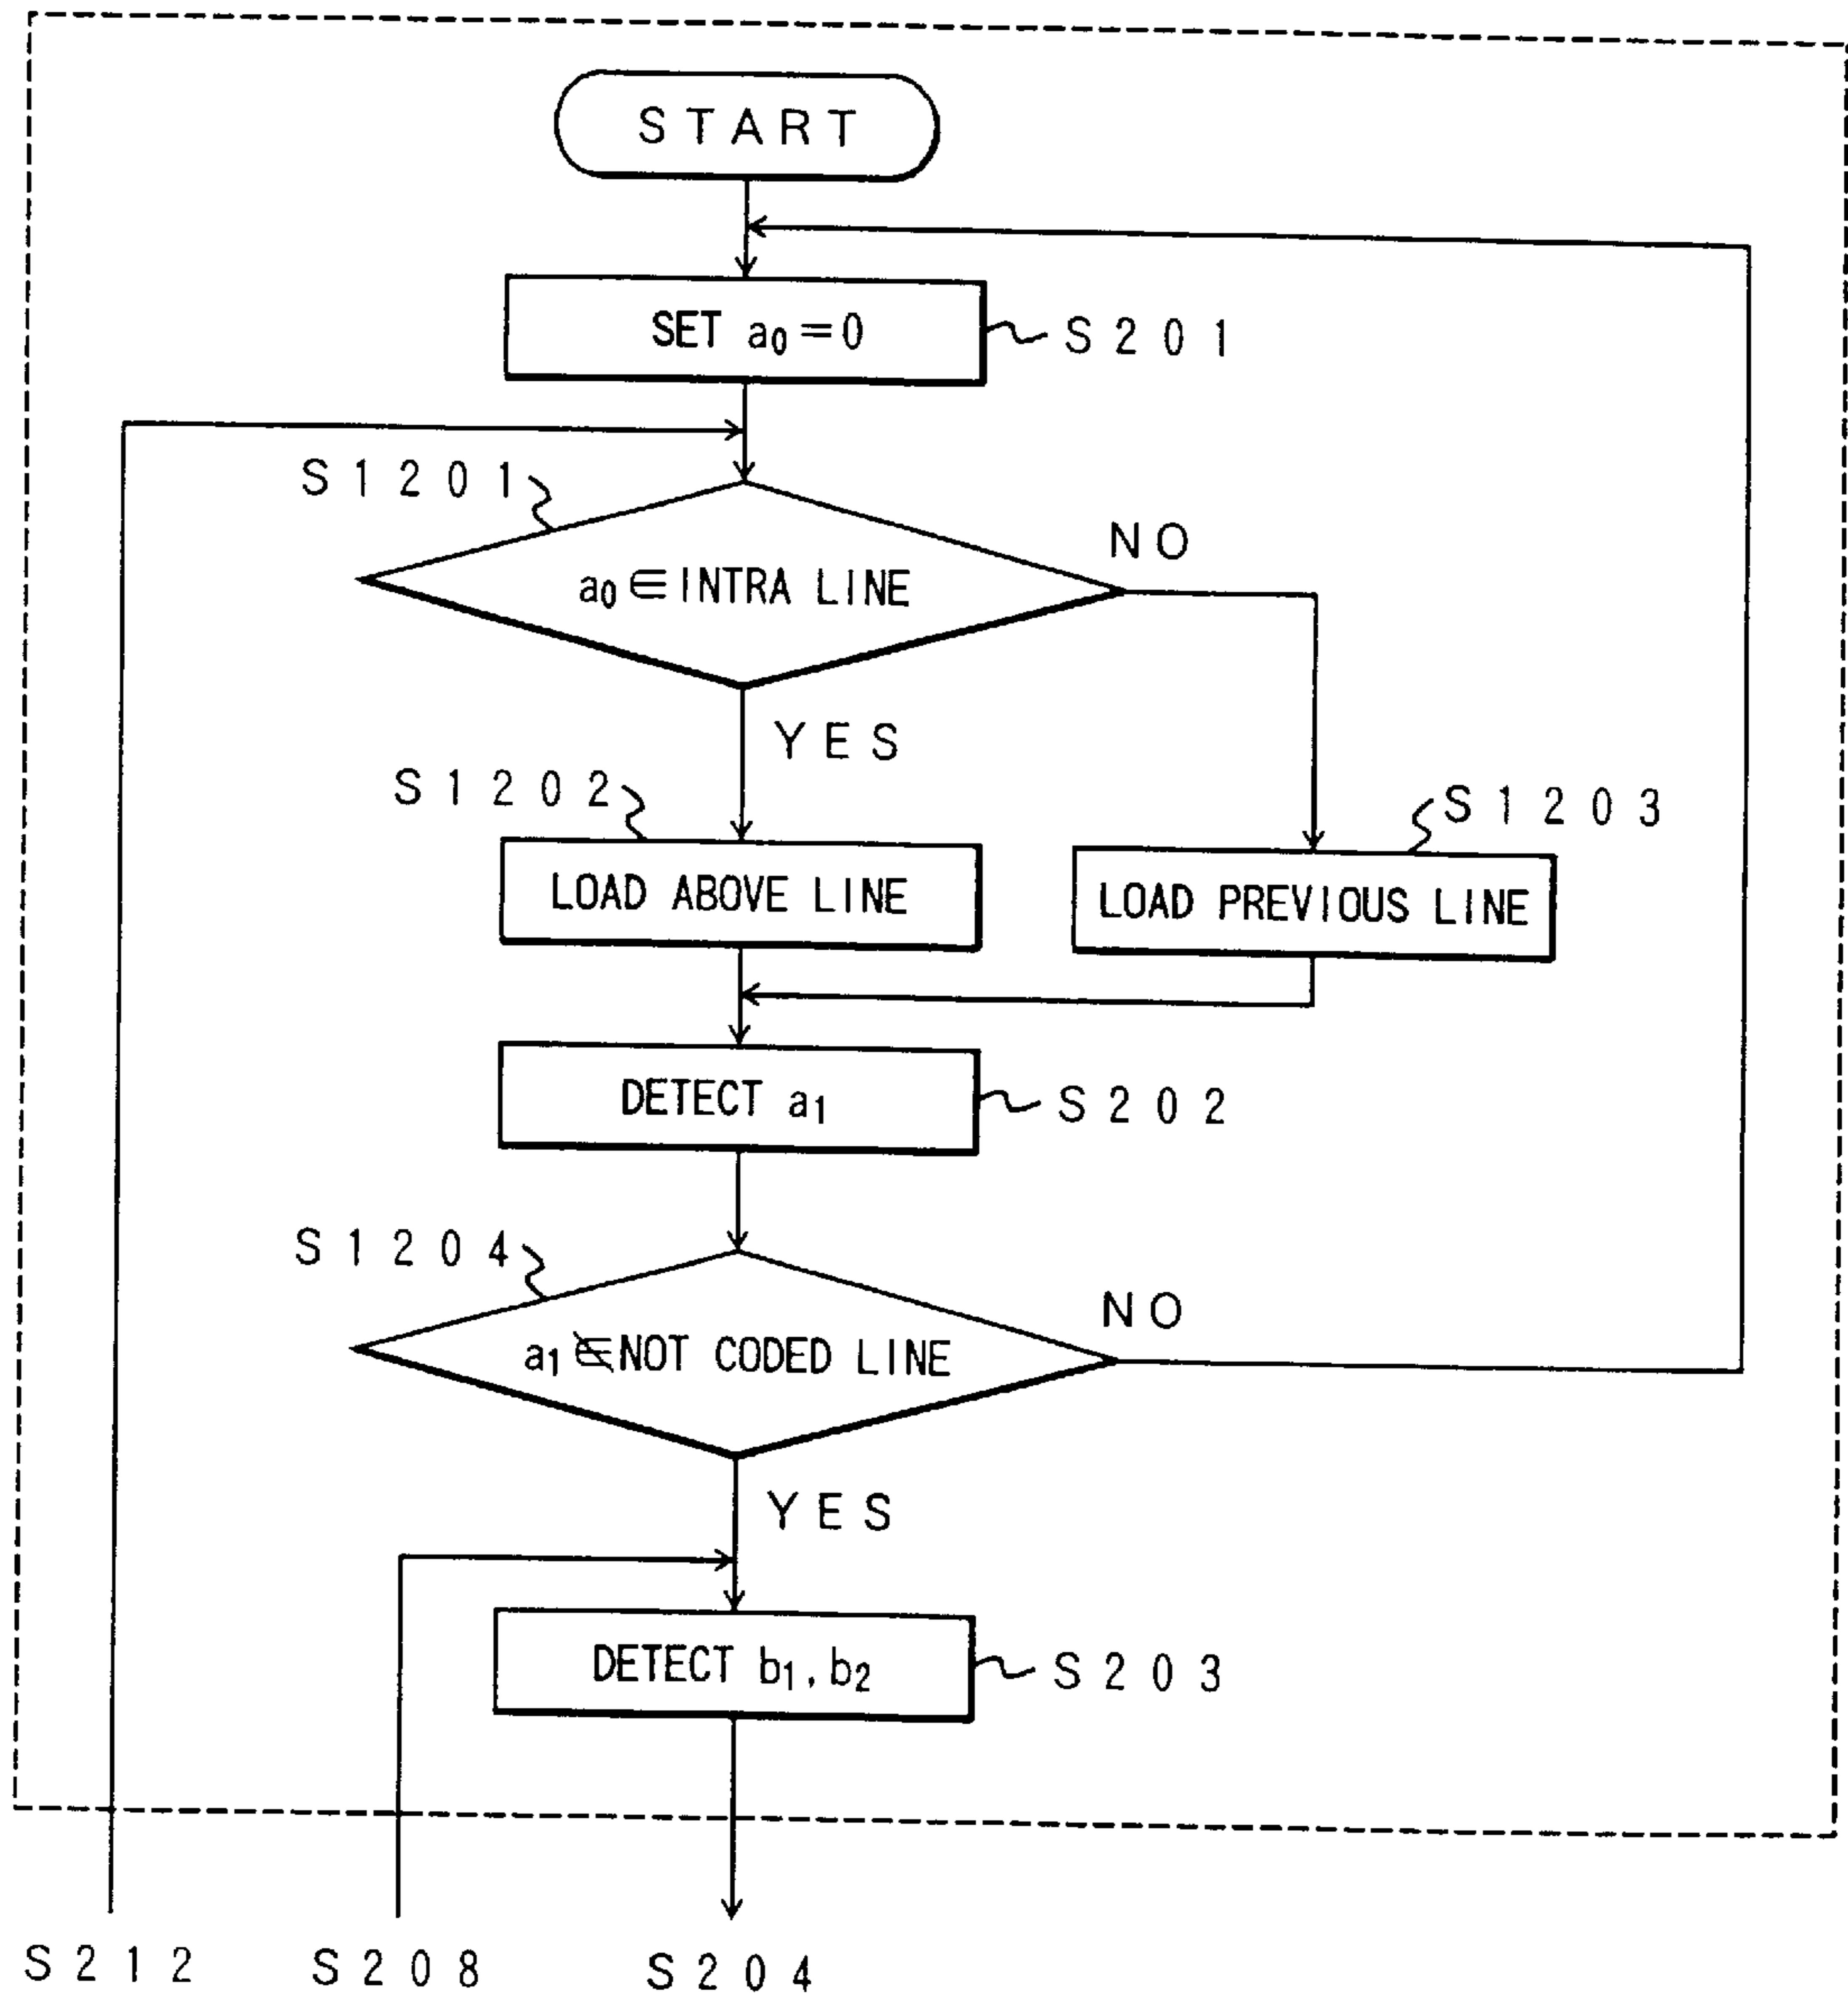 START
SET a₀=0
S201
S1201
a₀∈INTRA LINE
NO
YES
S1202
S1203
LOAD ABOVE LINE
LOAD PREVIOUS LINE
DETECT a₁
S202
S1204
a₁∉NOT CODED LINE
NO
YES
DETECT b₁,b₂
S203
S212
S208
S204